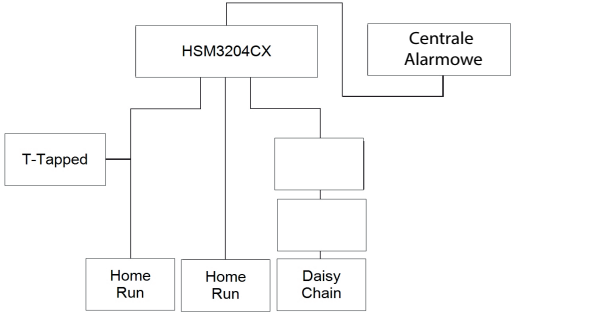 HSM3204CX
Centrale
Alarmowe
T-Tapped
Home
Run
Home
Run
Daisy
Chain